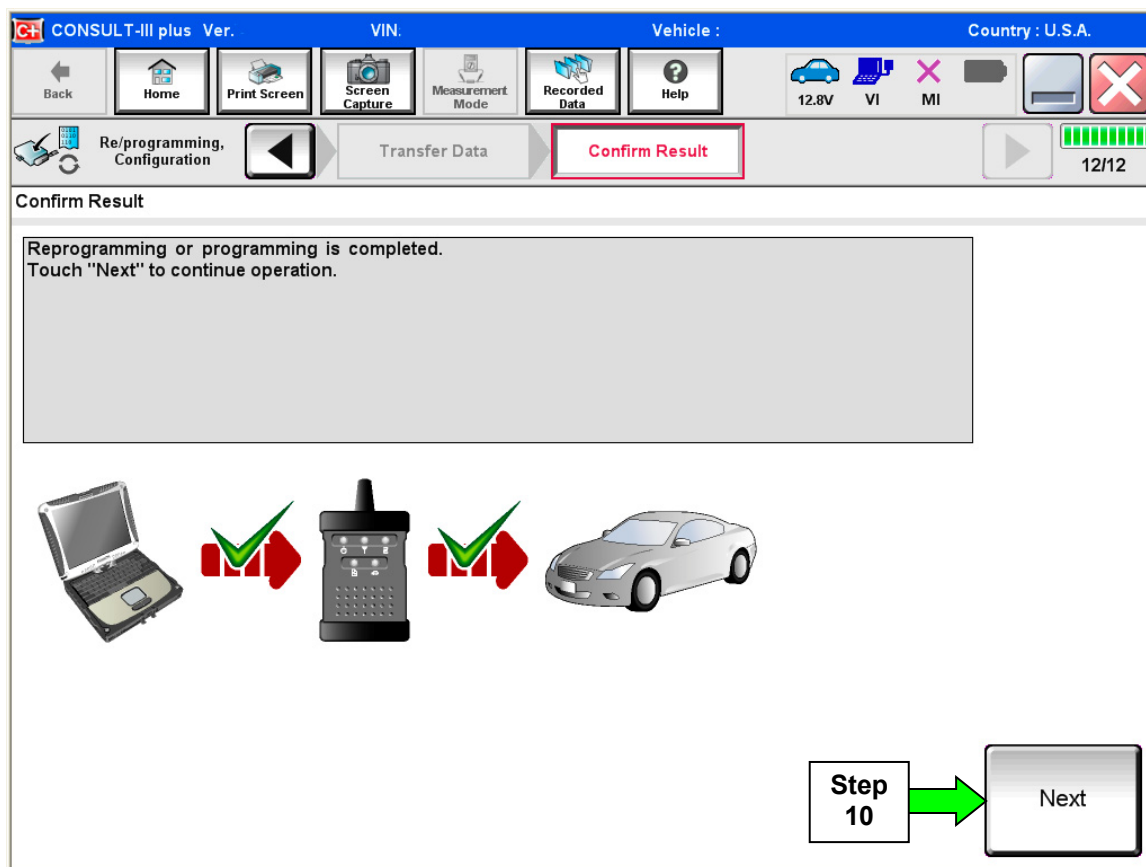 C+ CONSULT-III plus Ver. VIN: Vehicle : Country : U.S.A.
Back
Home
Print Screen
Screen
Capture
Measurement
Mode
Recorded
Data
Help
12.8V
VI
MI
Re/programming,
Configuration
Transfer Data
Confirm Result
12/12
Confirm Result
Reprogramming or programming is completed.
Touch "Next" to continue operation.
Step
10
Next